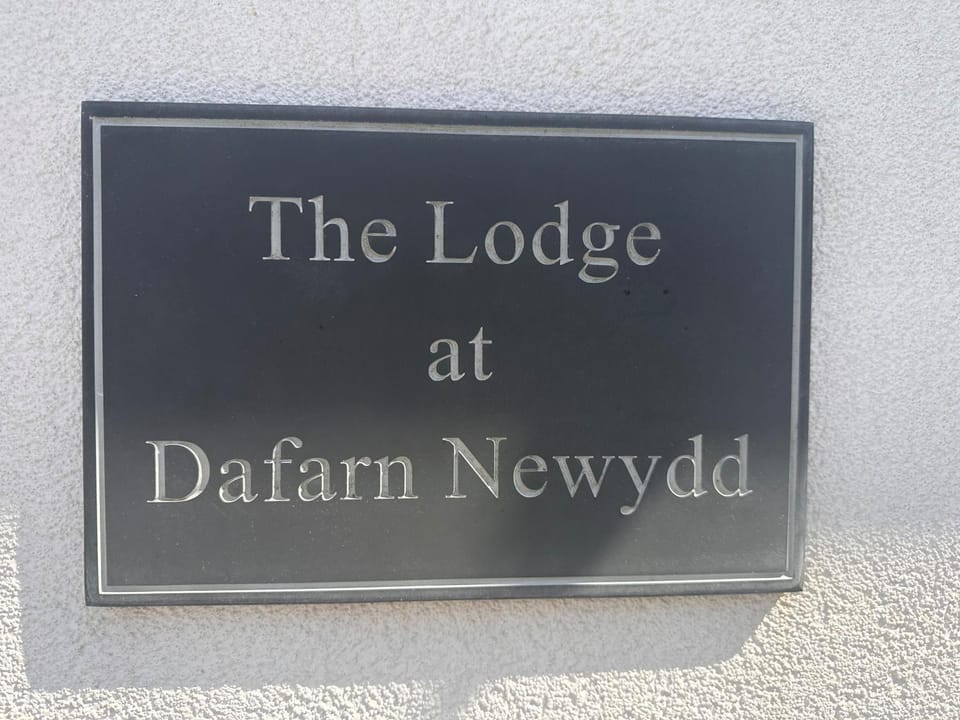 The Lodge
at
Dafarn Newydd